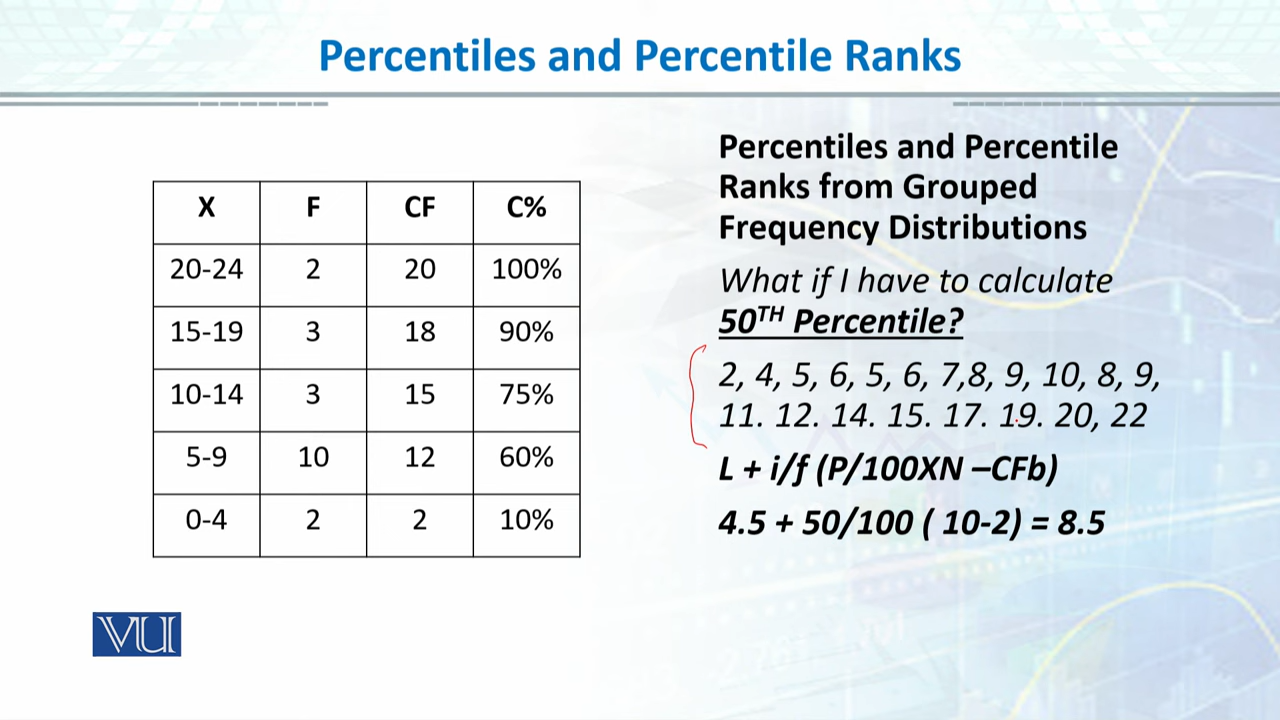 Percentiles and Percentile Ranks
X F CF C%
20-24 2 20 100%
15-19 3 18 90%
10-14 3 15 75%
5-9 10 12 60%
0-4 2 2 10%
Percentiles and Percentile
Ranks from Grouped
Frequency Distributions
What if I have to calculate
50TH Percentile?
2, 4, 5, 6, 5, 6, 7,8, 9, 10, 8, 9,
11. 12. 14. 15. 17. 19. 20, 22
L + i/f (P/100XN –CFb)
4.5 + 50/100 ( 10-2) = 8.5
VU